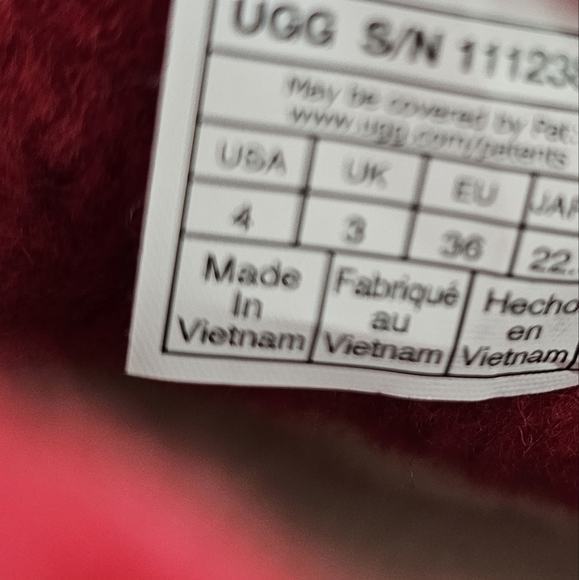 UGG S/N 11123
May be covered by Pat
www.ugg.com/patents
USA UK EU JAP
4 3 36 22.
Made Fabriqué Hecho
In au en
Vietnam Vietnam Vietnam